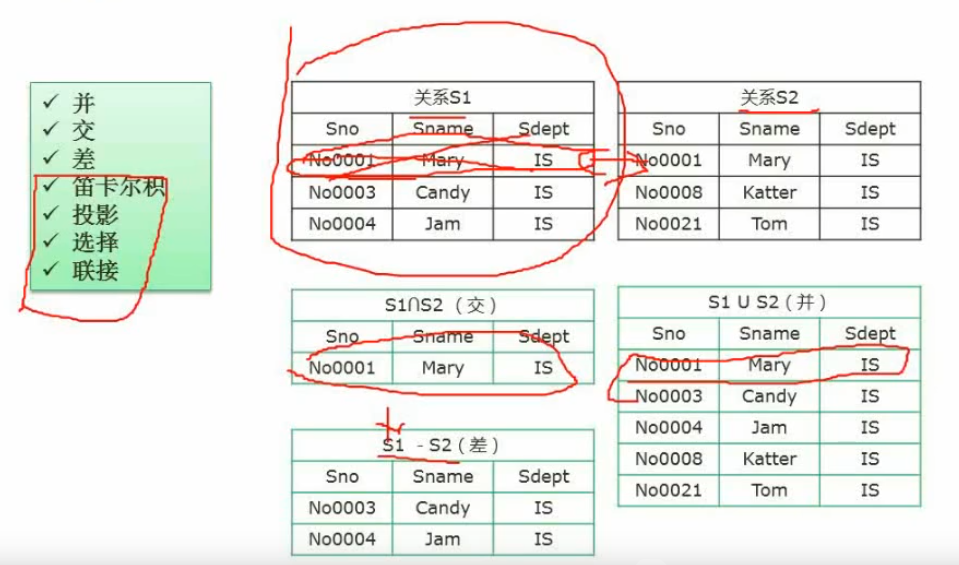 ✓ 并
✓ 交
✓ 差
✓ 笛卡尔积
✓ 投影
✓ 选择
✓ 联接
关系S1
Sno Sname Sdept
No0001 Mary IS
No0003 Candy IS
No0004 Jam IS
关系S2
Sno Sname Sdept
No0001 Mary IS
No0008 Katter IS
No0021 Tom IS
S1∩S2 （交）
Sno Sname Sdept
No0001 Mary IS
S1 U S2（并）
Sno Sname Sdept
No0001 Mary IS
No0003 Candy IS
No0004 Jam IS
No0008 Katter IS
No0021 Tom IS
S1 - S2（差）
Sno Sname Sdept
No0003 Candy IS
No0004 Jam IS